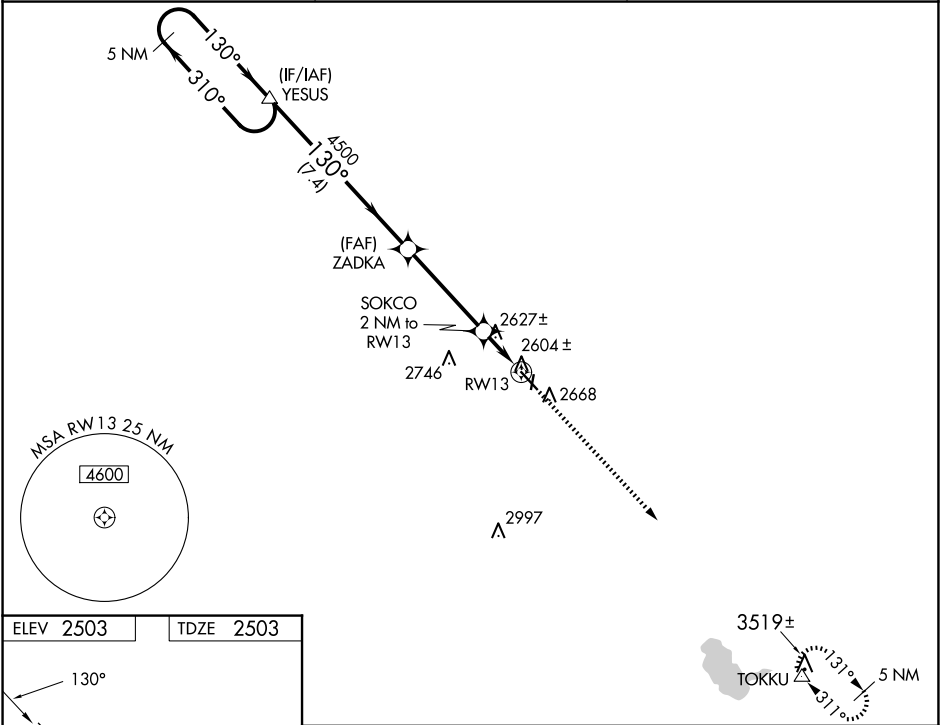 5 NM
130°
310°
(IF/IAF)
YESUS
4500
130°
(7.4)
(FAF)
ZADKA
SOKCO
2 NM to
RW13
2627±
2604 ±
2746
RW13
2668
MSA RW13 25 NM
4600
2997
ELEV 2503
TDZE 2503
130°
3519±
TOKKU
131°
311°
5 NM